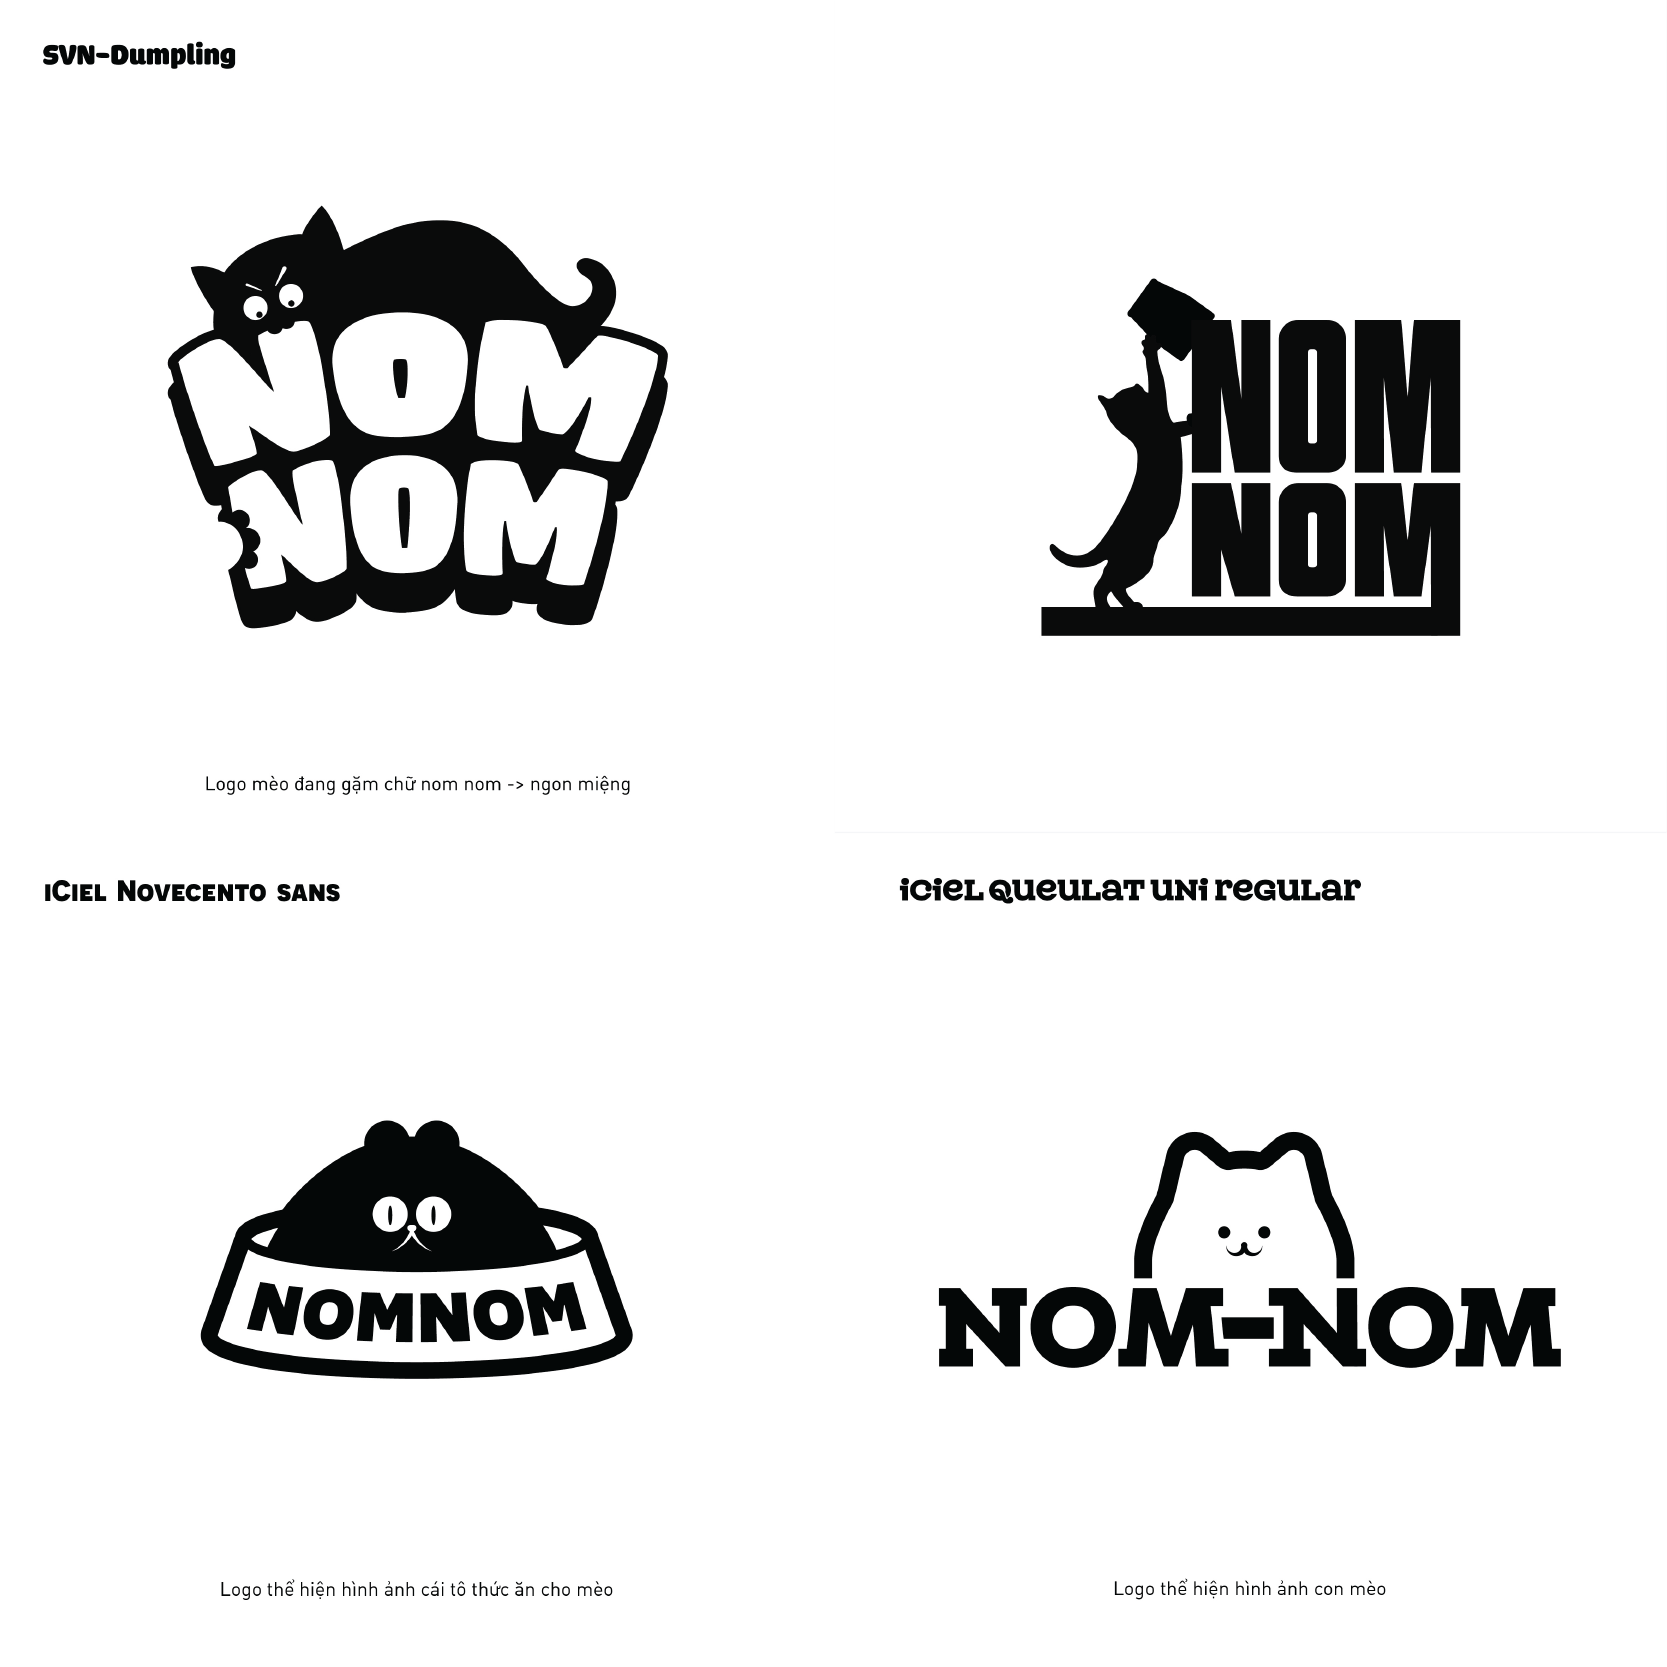 SVN-Dumpling
NOM
NOM
Logo mèo đang gặm chữ nom nom -> ngon miệng
NOM
NOM
iCiel Novecento sans
NOMNOM
Logo thể hiện hình ảnh cái tô thức ăn cho mèo
iCieL QUeULaT UNi reGULar
NOM-NOM
Logo thể hiện hình ảnh con mèo